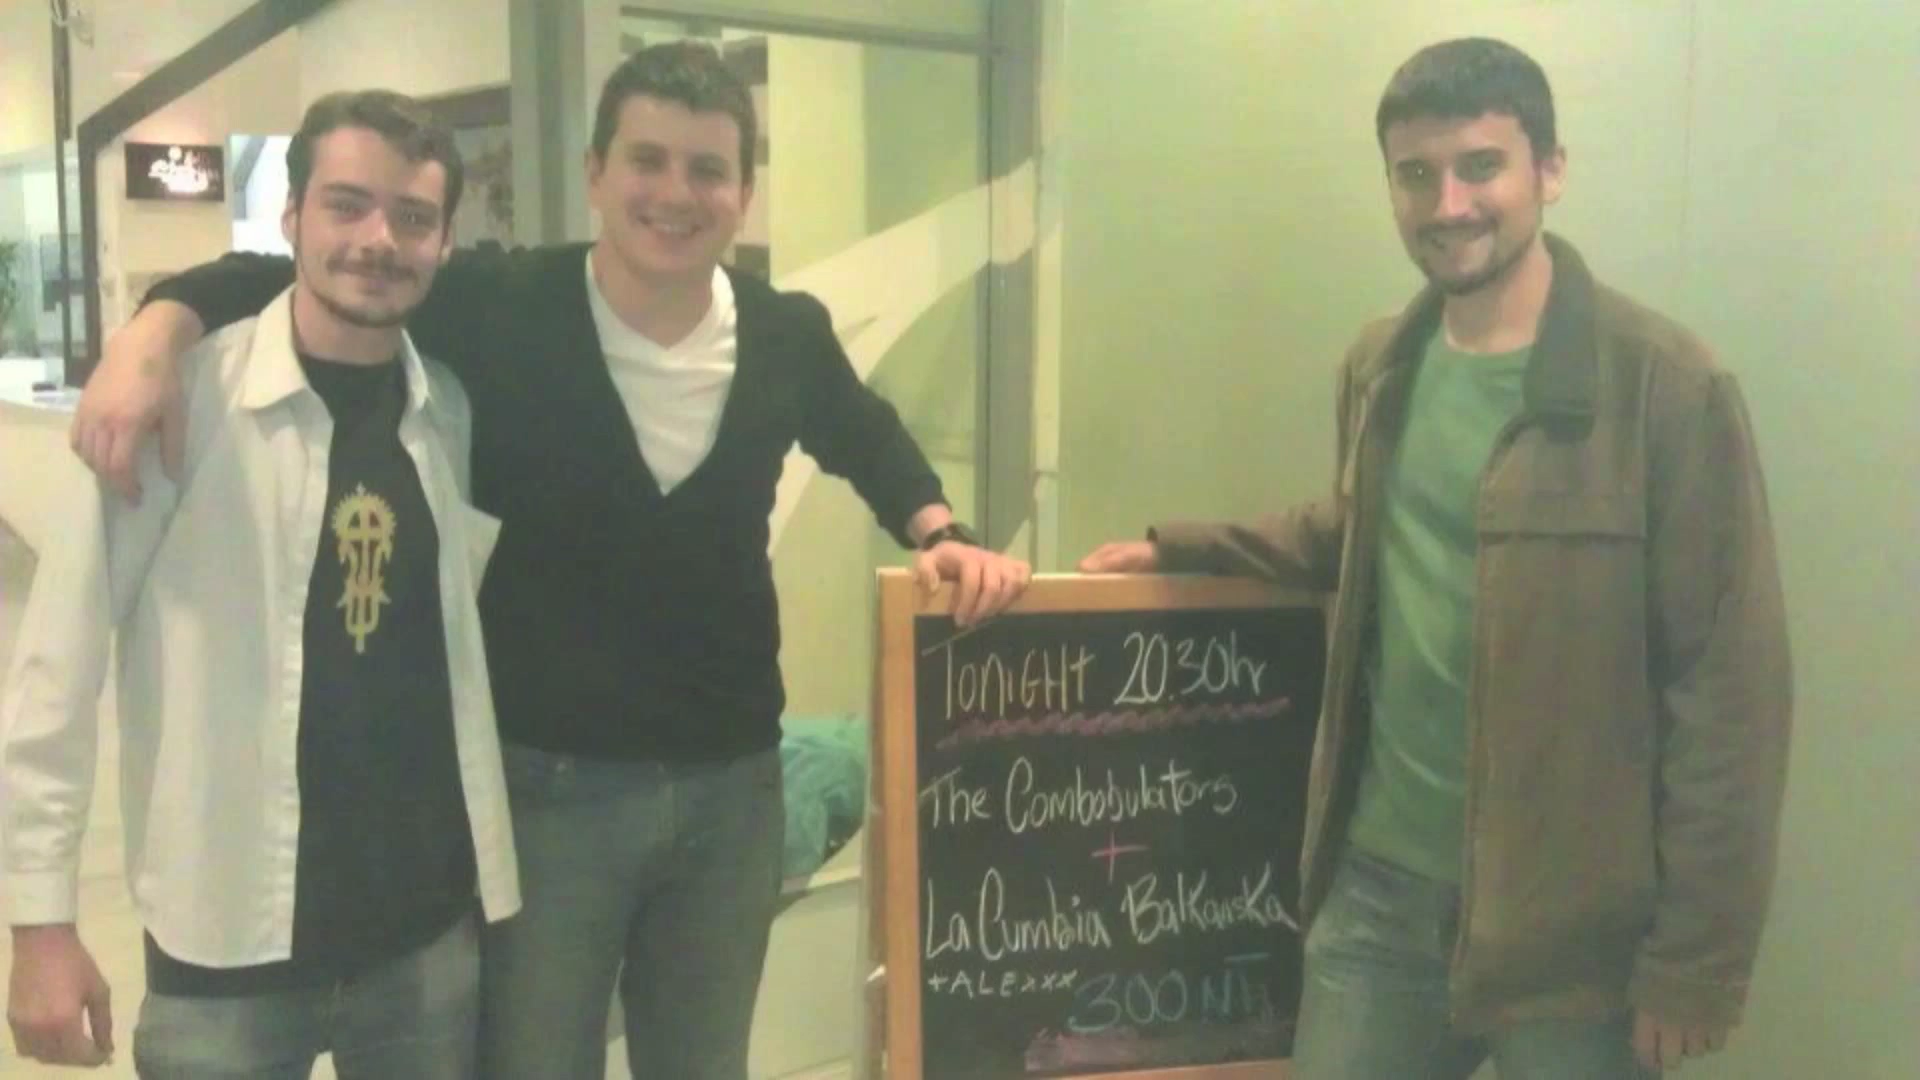 TONIGHT 20.30hr
The Combobulators
+
La Cumbia Balkanska
+ALEXXX
300 NT